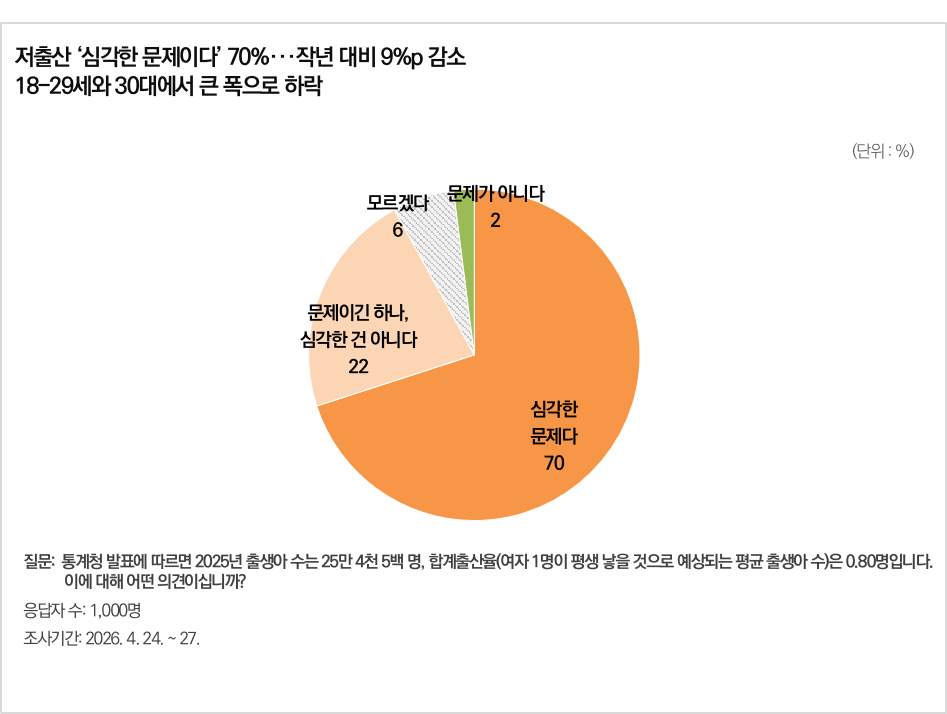 저출산 ‘심각한 문제이다’ 70%···작년 대비 9%p 감소
18-29세와 30대에서 큰 폭으로 하락
(단위 : %)
모르겠다
6
문제가 아니다
2
문제이긴 하나,
심각한 건 아니다
22
심각한
문제다
70
질문: 통계청 발표에 따르면 2025년 출생아 수는 25만 4천 5백 명, 합계출산율(여자 1명이 평생 낳을 것으로 예상되는 평균 출생아 수)은 0.80명입니다.
이에 대해 어떤 의견이십니까?
응답자 수: 1,000명
조사기간: 2026. 4. 24. ~ 27.